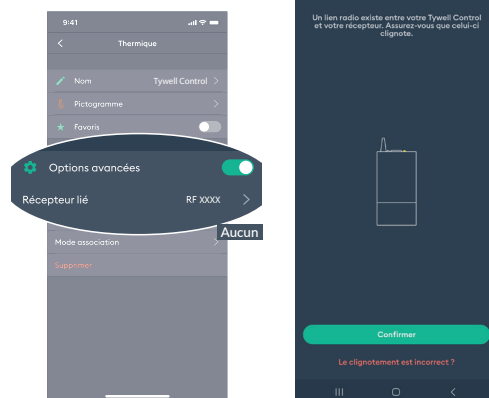 9:41
Thermique
Nom Tywell Control
Pictogramme
Favoris
Options avancées
Récepteur lié RF XXXX
Aucun
Mode association
Supprimer
Un lien radio existe entre votre Tywell Control
et votre récepteur. Assurez-vous que celui-ci
clignote.
Confirmer
Le clignotement est incorrect ?